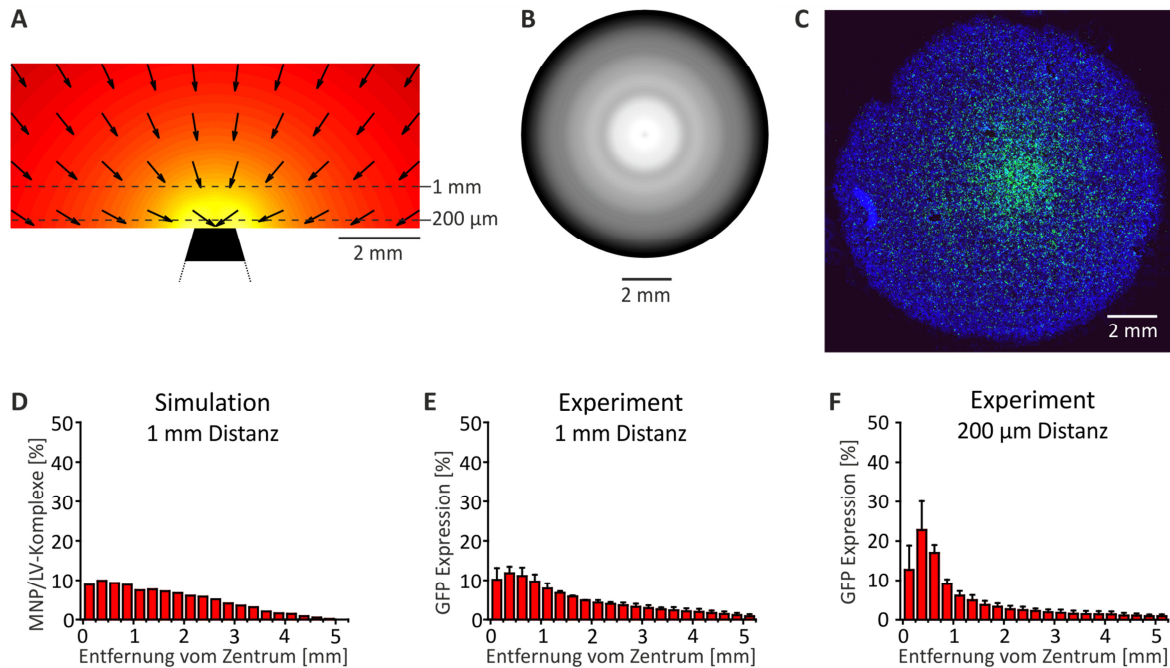 A
1 mm
200 µm
2 mm
B
2 mm
C
2 mm
D
Simulation
1 mm Distanz
MNP/LV-Komplexe [%]
50
40
30
20
10
0
0 1 2 3 4 5
Entfernung vom Zentrum [mm]
E
Experiment
1 mm Distanz
GFP Expression [%]
50
40
30
20
10
0
0 1 2 3 4 5
Entfernung vom Zentrum [mm]
F
Experiment
200 µm Distanz
GFP Expression [%]
50
40
30
20
10
0
0 1 2 3 4 5
Entfernung vom Zentrum [mm]